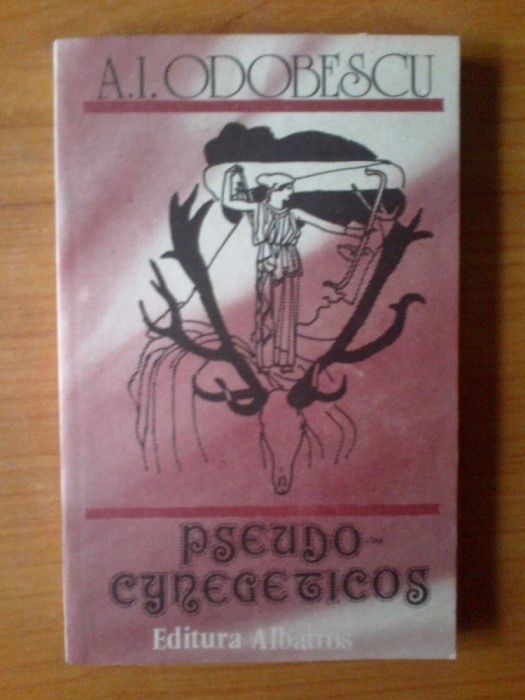 A.I. ODOBESCU
PSEUDO-
CYNEGETICOS
Editura Albatros